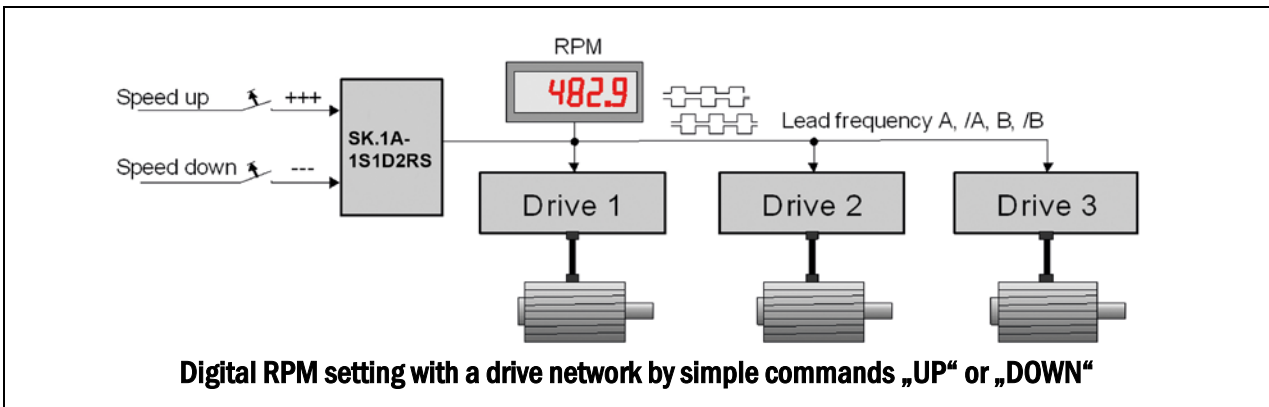 RPM
482.9
Speed up +++
Lead frequency A, /A, B, /B
SK.1A-
1S1D2RS
Speed down ---
Drive 1 Drive 2 Drive 3
Digital RPM setting with a drive network by simple commands „UP“ or „DOWN“